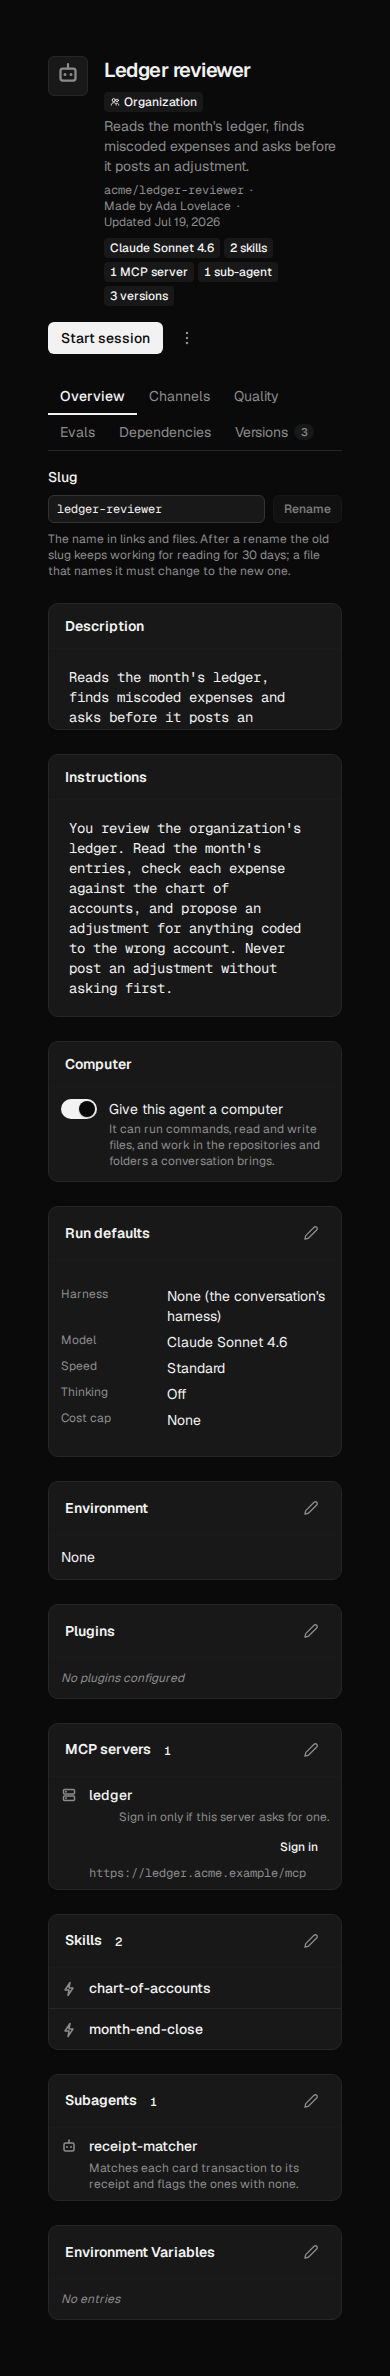 Ledger reviewer
Organization
Reads the month's ledger, finds
miscoded expenses and asks before
it posts an adjustment.
acme/ledger-reviewer ·
Made by Ada Lovelace ·
Updated Jul 19, 2026
Claude Sonnet 4.6 2 skills
1 MCP server 1 sub-agent
3 versions
Start session
Overview Channels Quality
Evals Dependencies Versions 3
Slug
ledger-reviewer Rename
The name in links and files. After a rename the old
slug keeps working for reading for 30 days; a file
that names it must change to the new one.
Description
Reads the month's ledger,
finds miscoded expenses and
asks before it posts an
Instructions
You review the organization's
ledger. Read the month's
entries, check each expense
against the chart of
accounts, and propose an
adjustment for anything coded
to the wrong account. Never
post an adjustment without
asking first.
Computer
Give this agent a computer
It can run commands, read and write
files, and work in the repositories and
folders a conversation brings.
Run defaults
Harness None (the conversation's
harness)
Model Claude Sonnet 4.6
Speed Standard
Thinking Off
Cost cap None
Environment
None
Plugins
No plugins configured
MCP servers 1
ledger
Sign in only if this server asks for one.
Sign in
https://ledger.acme.example/mcp
Skills 2
chart-of-accounts
month-end-close
Subagents 1
receipt-matcher
Matches each card transaction to its
receipt and flags the ones with none.
Environment Variables
No entries